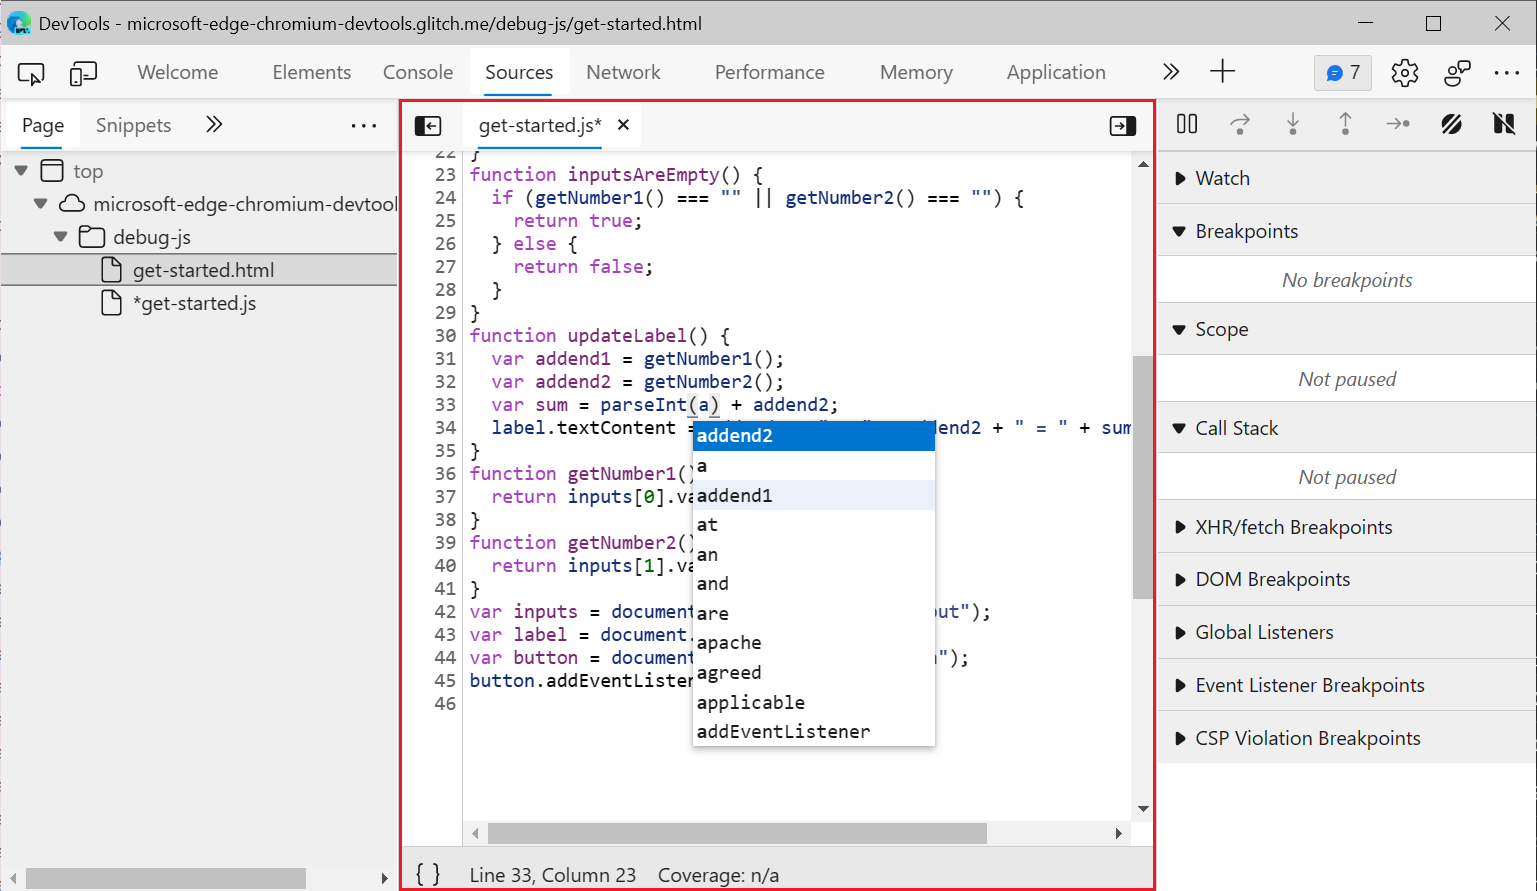 DevTools - microsoft-edge-chromium-devtools.glitch.me/debug-js/get-started.html
Welcome Elements Console Sources Network Performance Memory Application 7
Page Snippets
top
microsoft-edge-chromium-devtool
debug-js
get-started.html
*get-started.js
get-started.js*
22 }
23 function inputsAreEmpty() {
24 if (getNumber1() === "" || getNumber2() === "") {
25 return true;
26 } else {
27 return false;
28 }
29 }
30 function updateLabel() {
31 var addend1 = getNumber1();
32 var addend2 = getNumber2();
33 var sum = parseInt(a) + addend2;
34 label.textContent = dend2 + " = " + sum
35 }
36 function getNumber1()
37 return inputs[0].va
38 }
39 function getNumber2()
40 return inputs[1].va
41 }
42 var inputs = document out");
43 var label = document.
44 var button = document ");
45 button.addEventListen
46
addend2
a
addend1
at
an
and
are
apache
agreed
applicable
addEventListener
{ } Line 33, Column 23 Coverage: n/a
Watch
Breakpoints
No breakpoints
Scope
Not paused
Call Stack
Not paused
XHR/fetch Breakpoints
DOM Breakpoints
Global Listeners
Event Listener Breakpoints
CSP Violation Breakpoints